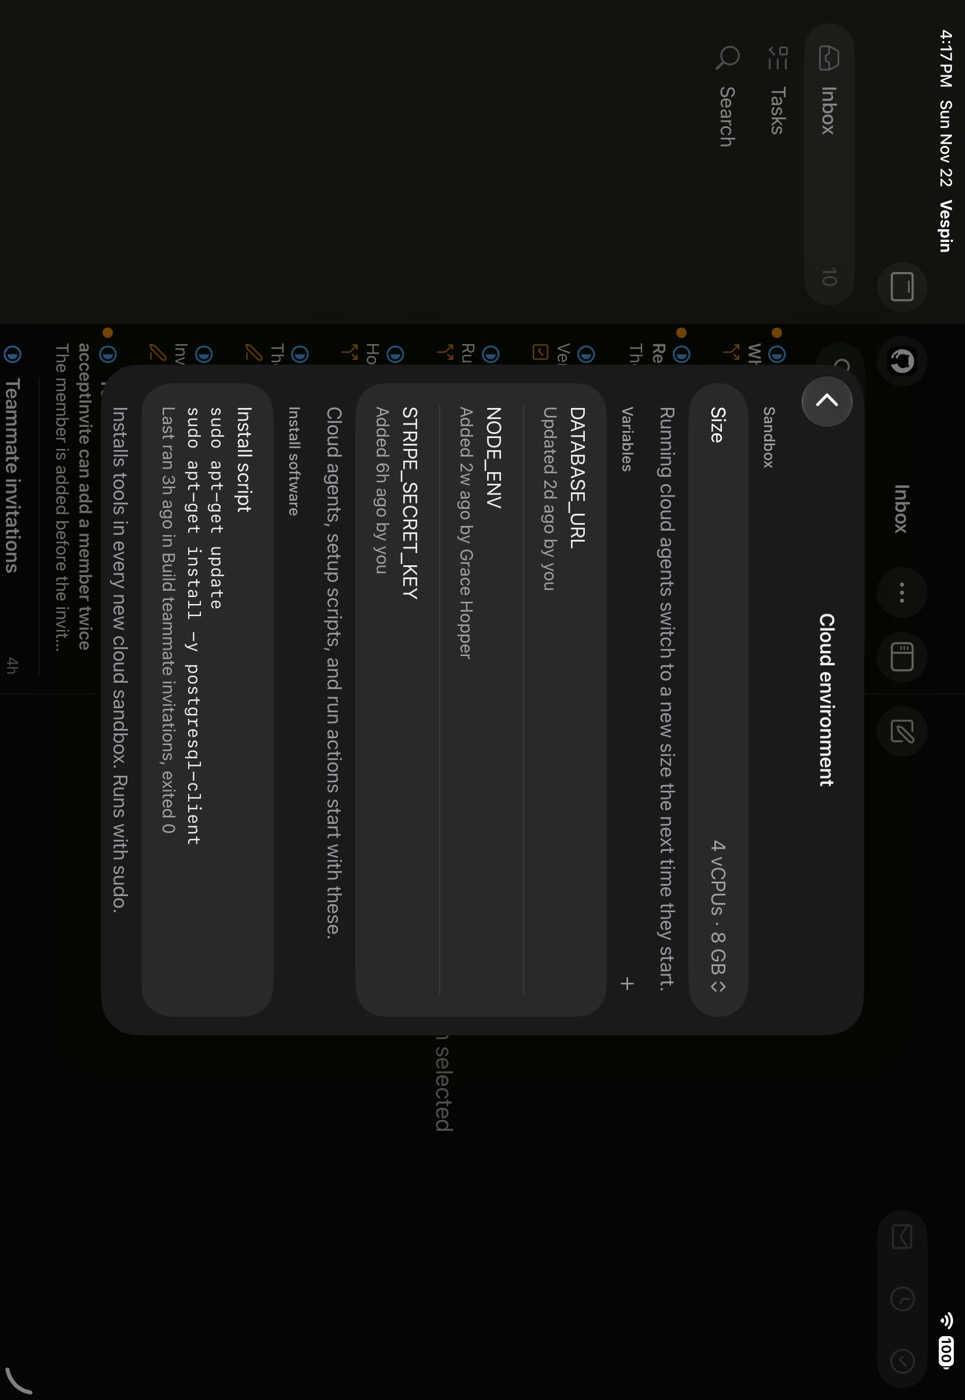 4:17 PM Sun Nov 22 Vespin
100
Inbox
Inbox 10
Tasks
Search
Cloud environment
Sandbox
Size 4 vCPUs · 8 GB
Running cloud agents switch to a new size the next time they start.
Variables
DATABASE_URL
Updated 2d ago by you
NODE_ENV
Added 2w ago by Grace Hopper
STRIPE_SECRET_KEY
Added 6h ago by you
Cloud agents, setup scripts, and run actions start with these.
Install software
Install script
sudo apt-get update
sudo apt-get install -y postgresql-client
Last ran 3h ago in Build teammate invitations, exited 0
Installs tools in every new cloud sandbox. Runs with sudo.
selected
acceptInvite can add a member twice
The member is added before the invit...
Teammate invitations 4h